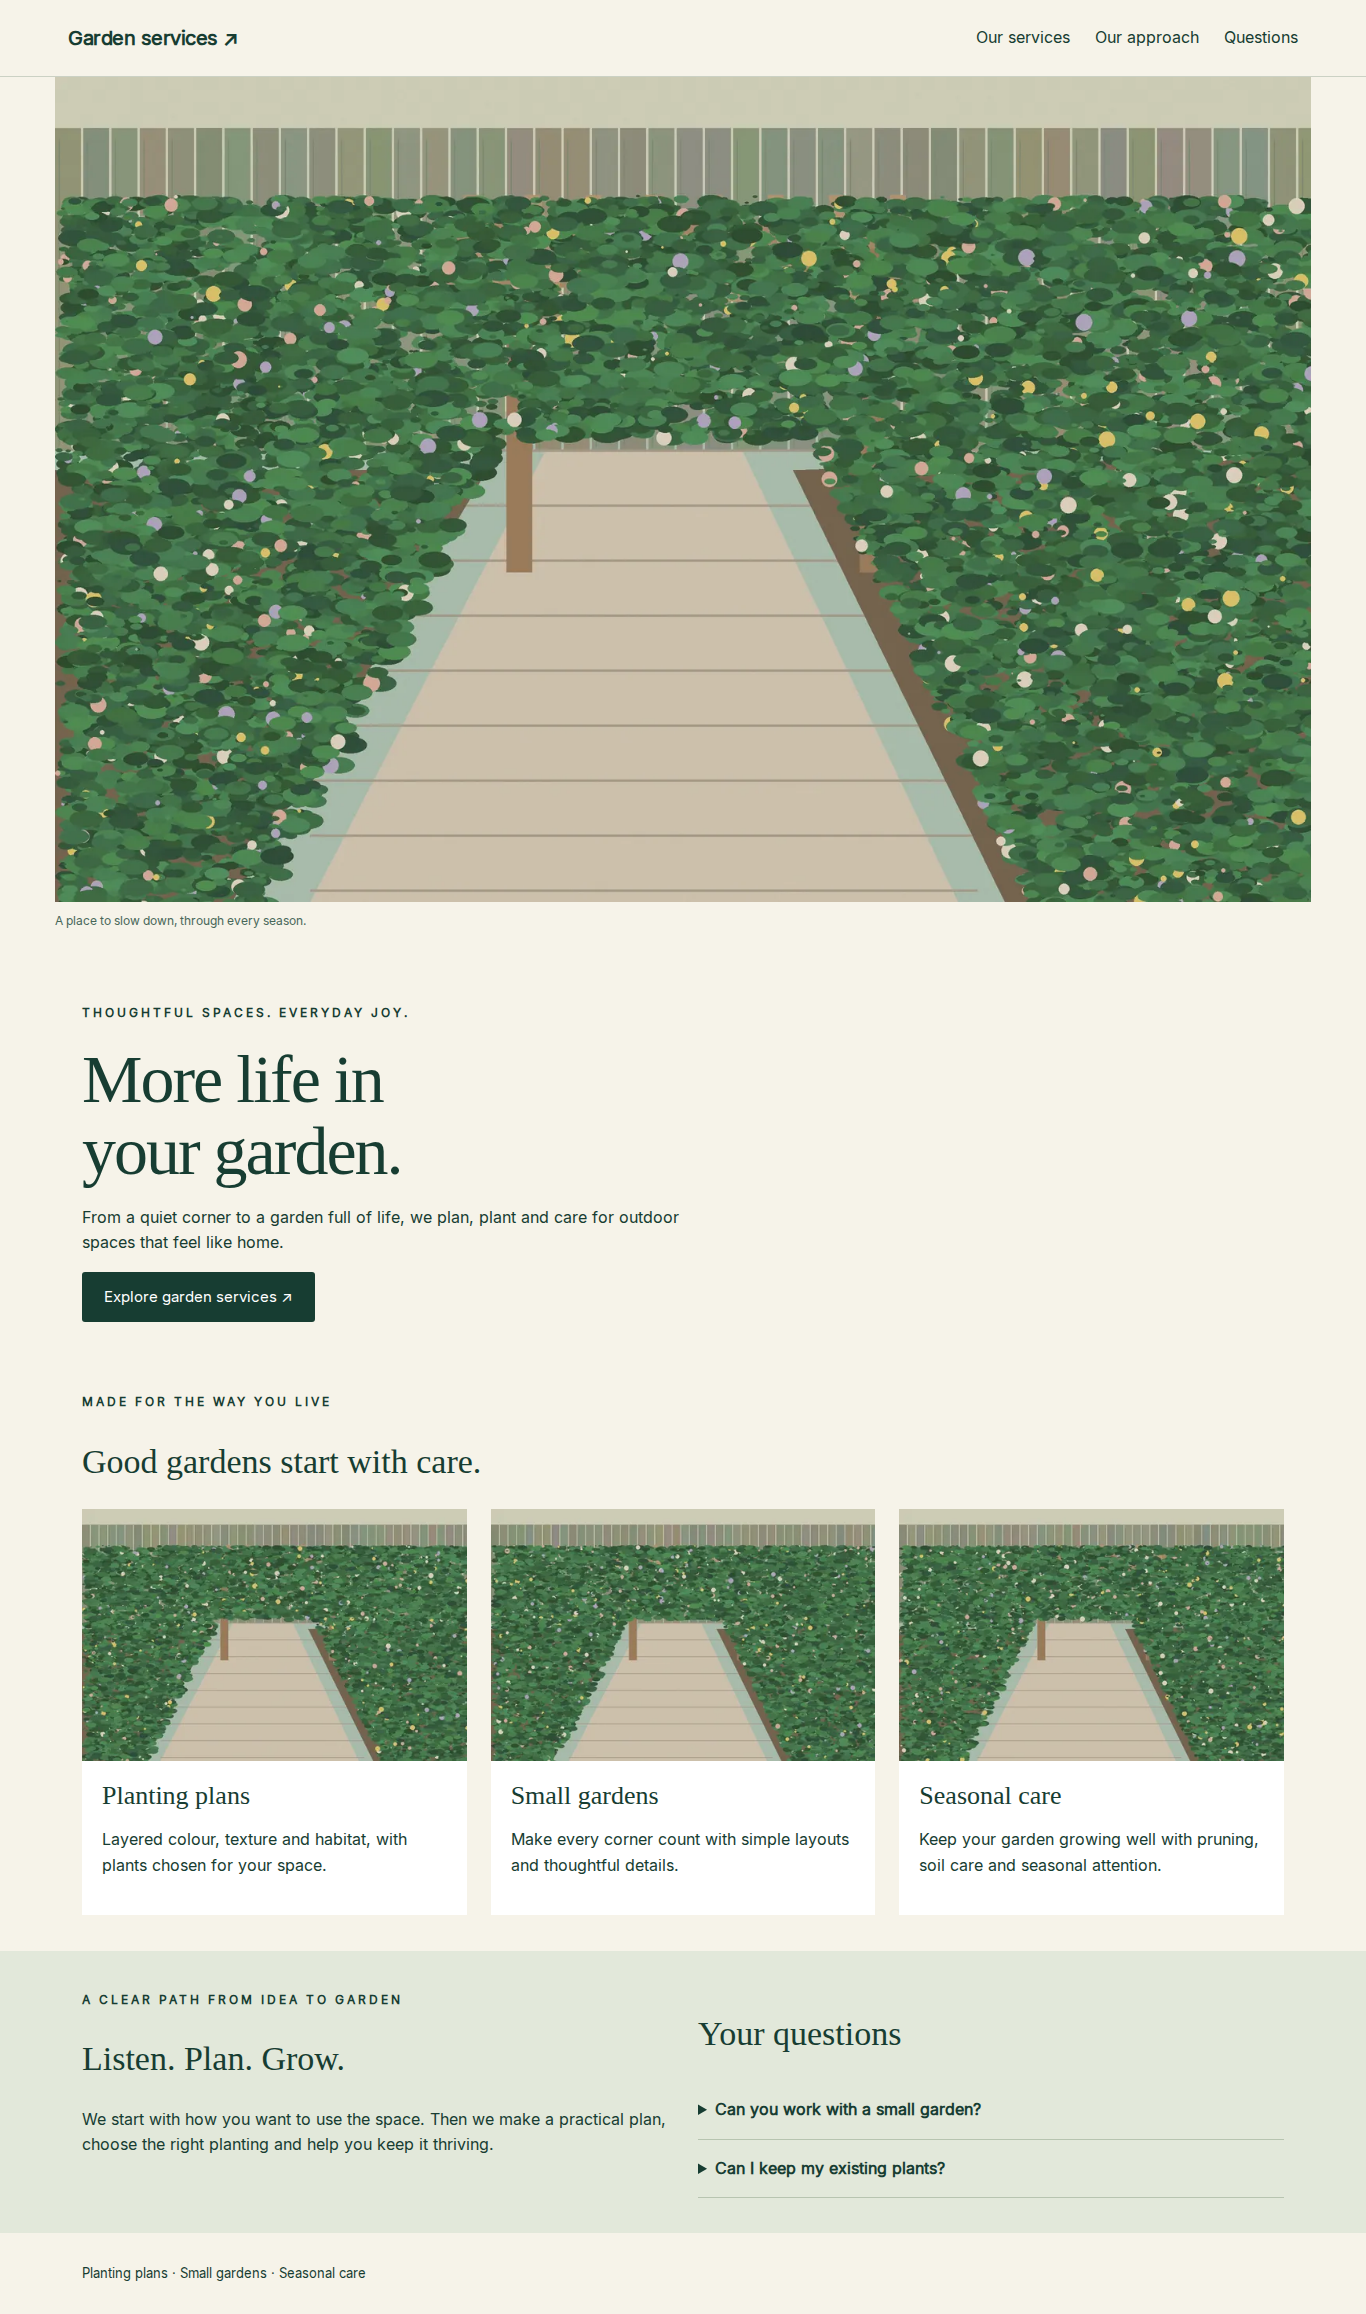 Garden services ↗
Our services
Our approach
Questions
A place to slow down, through every season.
THOUGHTFUL SPACES. EVERYDAY JOY.
More life in
your garden.
From a quiet corner to a garden full of life, we plan, plant and care for outdoor
spaces that feel like home.
Explore garden services ↗
MADE FOR THE WAY YOU LIVE
Good gardens start with care.
Planting plans
Layered colour, texture and habitat, with
plants chosen for your space.
Small gardens
Make every corner count with simple layouts
and thoughtful details.
Seasonal care
Keep your garden growing well with pruning,
soil care and seasonal attention.
A CLEAR PATH FROM IDEA TO GARDEN
Listen. Plan. Grow.
We start with how you want to use the space. Then we make a practical plan,
choose the right planting and help you keep it thriving.
Your questions
Can you work with a small garden?
Can I keep my existing plants?
Planting plans · Small gardens · Seasonal care